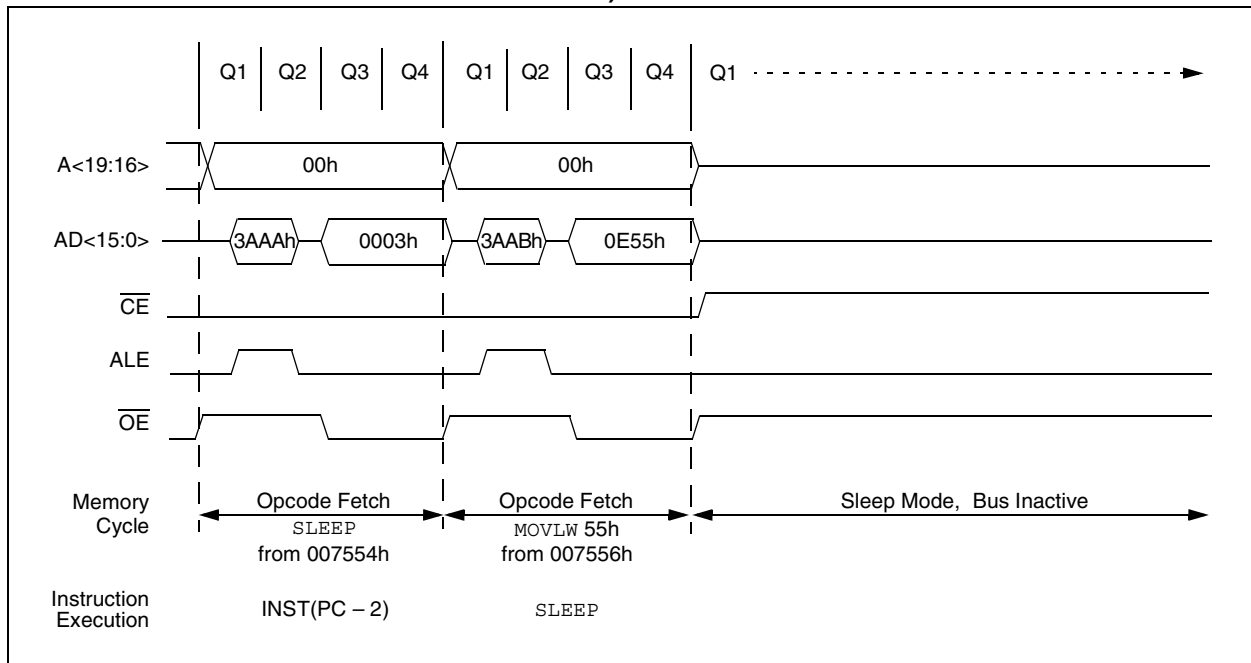 Q1 Q2 Q3 Q4 Q1 Q2 Q3 Q4 Q1
A<19:16> 00h 00h
AD<15:0> 3AAAh 0003h 3AABh 0E55h
CE
ALE
OE
Memory Cycle
Opcode Fetch
SLEEP
from 007554h
Opcode Fetch
MOVLW 55h
from 007556h
Sleep Mode, Bus Inactive
Instruction Execution
INST(PC – 2) SLEEP